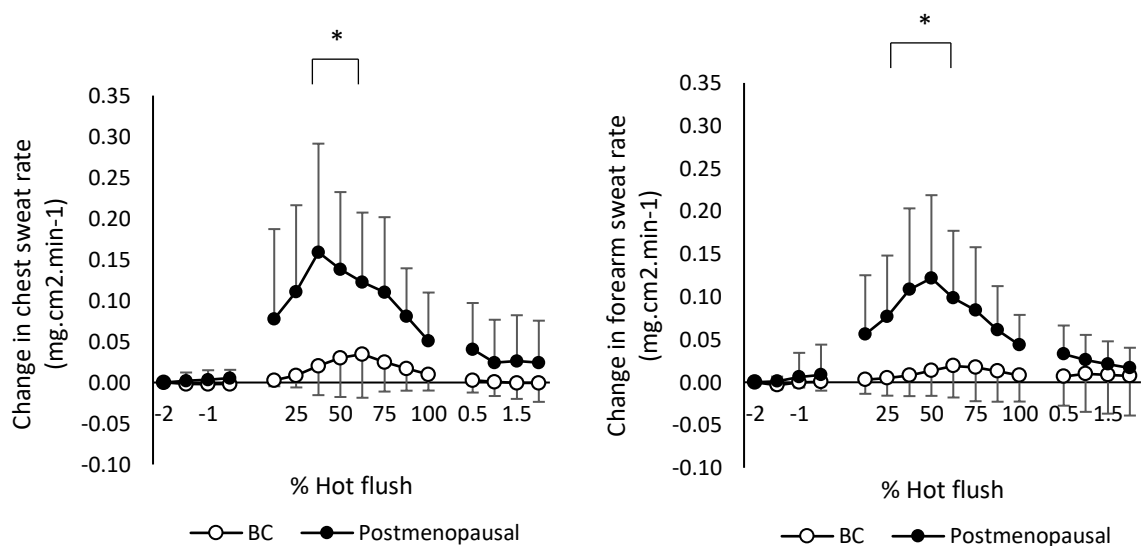 *
0.35
0.30
0.25
0.20
0.15
0.10
0.05
0.00
-0.05
-0.10
Change in chest sweat rate
(mg.cm2.min-1)
-2 -1 25 50 75 100 0.5 1.5
% Hot flush
BC Postmenopausal
*
0.35
0.30
0.25
0.20
0.15
0.10
0.05
0.00
-0.05
-0.10
Change in forearm sweat rate
(mg.cm2.min-1)
-2 -1 25 50 75 100 0.5 1.5
% Hot flush
BC Postmenopausal